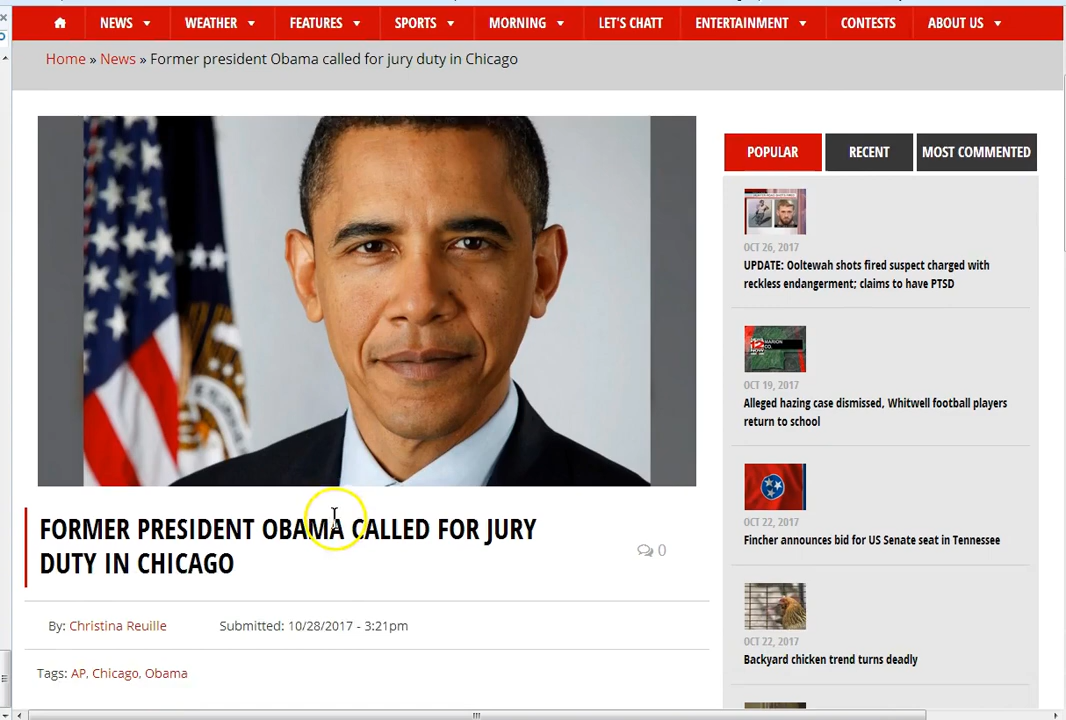 NEWS WEATHER FEATURES SPORTS MORNING LET'S CHATT ENTERTAINMENT CONTESTS ABOUT US
Home » News » Former president Obama called for jury duty in Chicago
POPULAR RECENT MOST COMMENTED
OCT 26, 2017
UPDATE: Ooltewah shots fired suspect charged with
reckless endangerment; claims to have PTSD
OCT 19, 2017
Alleged hazing case dismissed, Whitwell football players
return to school
OCT 22, 2017
Fincher announces bid for US Senate seat in Tennessee
OCT 22, 2017
Backyard chicken trend turns deadly
FORMER PRESIDENT OBAMA CALLED FOR JURY
DUTY IN CHICAGO
0
By: Christina Reuille Submitted: 10/28/2017 - 3:21pm
Tags: AP, Chicago, Obama